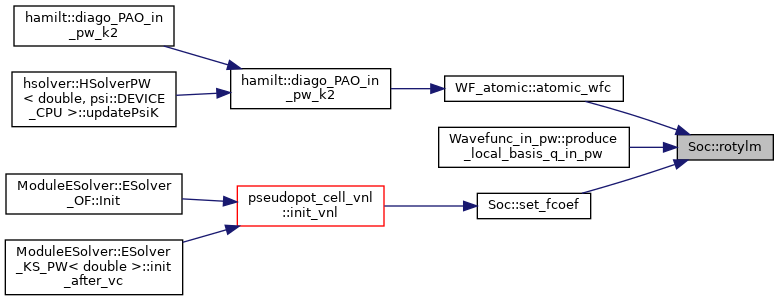 hamilt::diago_PAO_in
_pw_k2
hsolver::HSolverPW
< double, psi::DEVICE
_CPU >::updatePsiK
hamilt::diago_PAO_in
_pw_k2
WF_atomic::atomic_wfc
Wavefunc_in_pw::produce
_local_basis_q_in_pw
Soc::rotylm
ModuleESolver::ESolver
_OF::Init
pseudopot_cell_vnl
::init_vnl
Soc::set_fcoef
ModuleESolver::ESolver
_KS_PW< double >::init
_after_vc